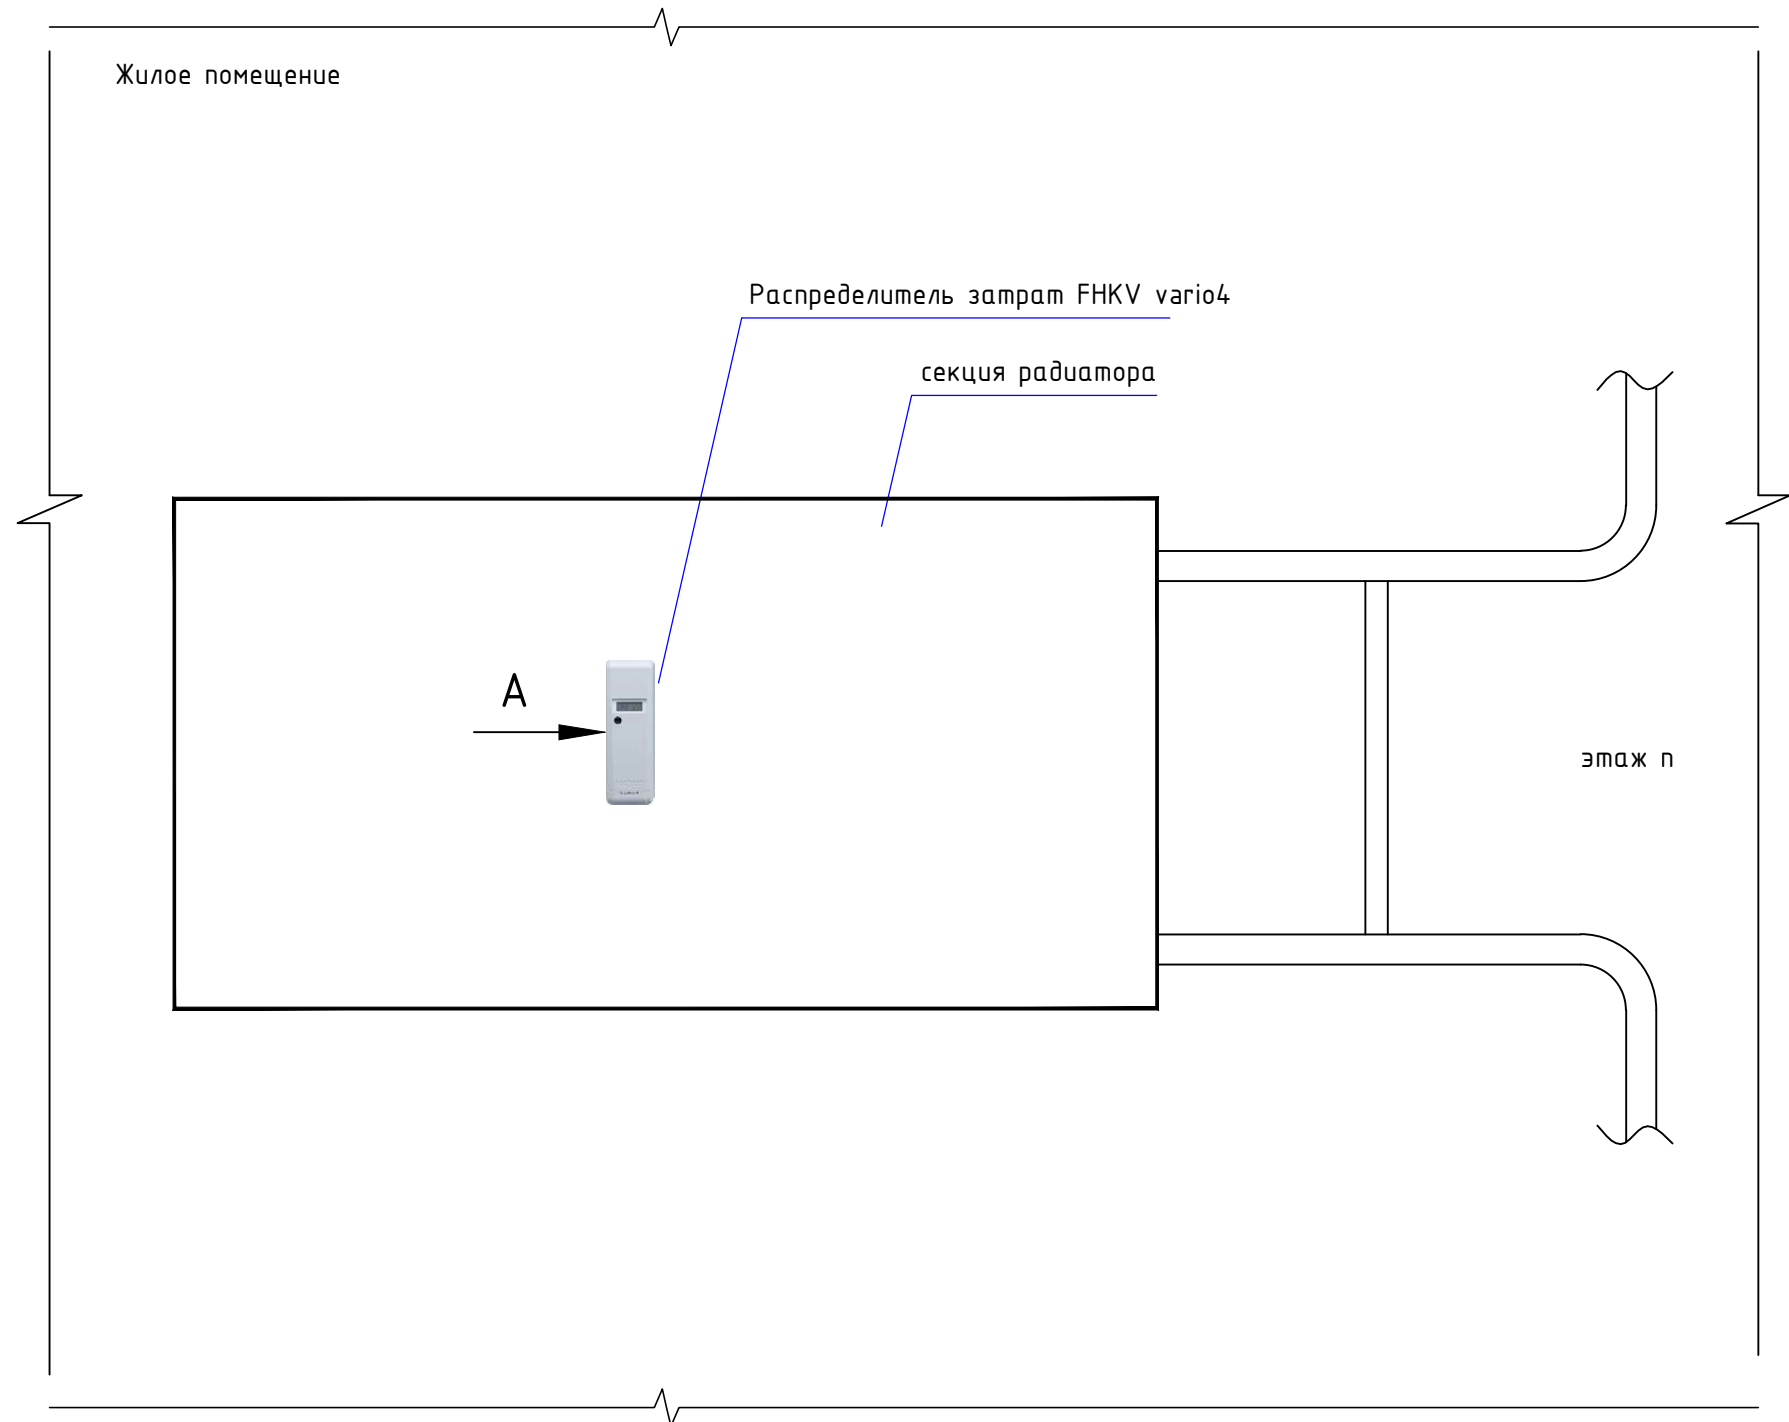 Жилое помещение
Распределитель затрат FHKV vario4
секция радиатора
А
этаж n